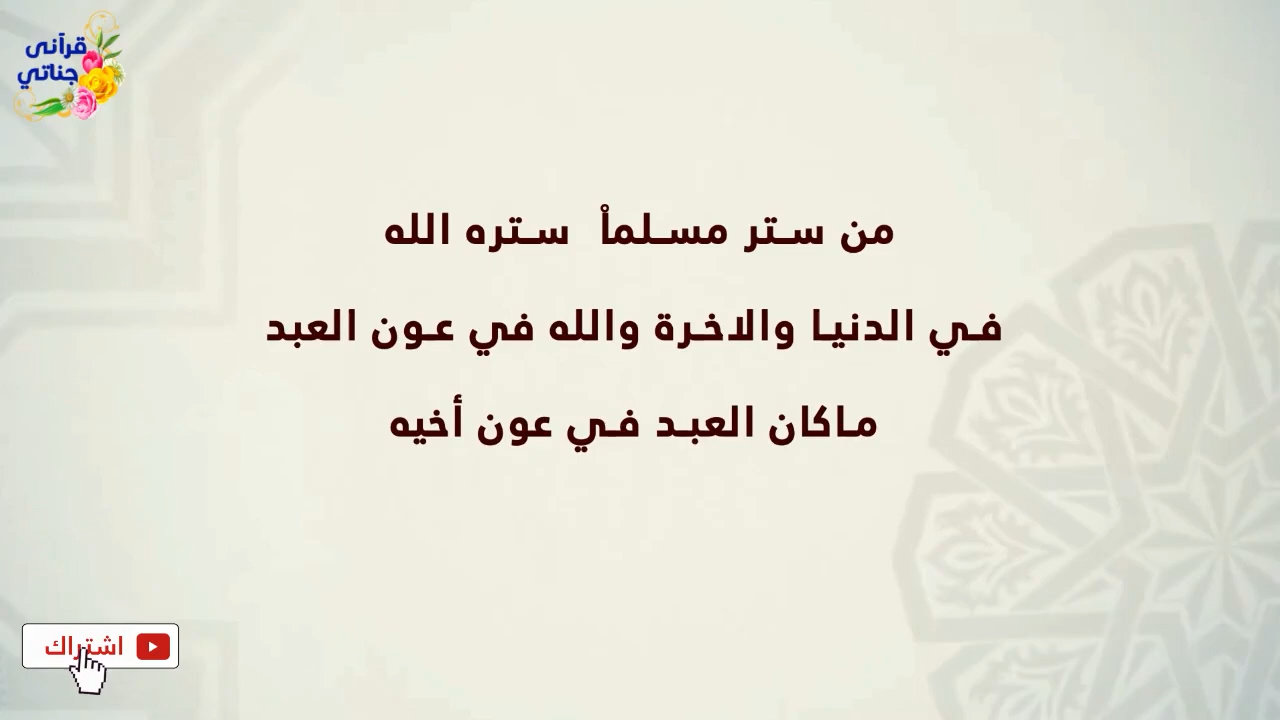 قرآنى
جناتي
من ستر مسلماْ ستره الله
في الدنيا والاخرة والله في عون العبد
ماكان العبد في عون أخيه
اشتراك